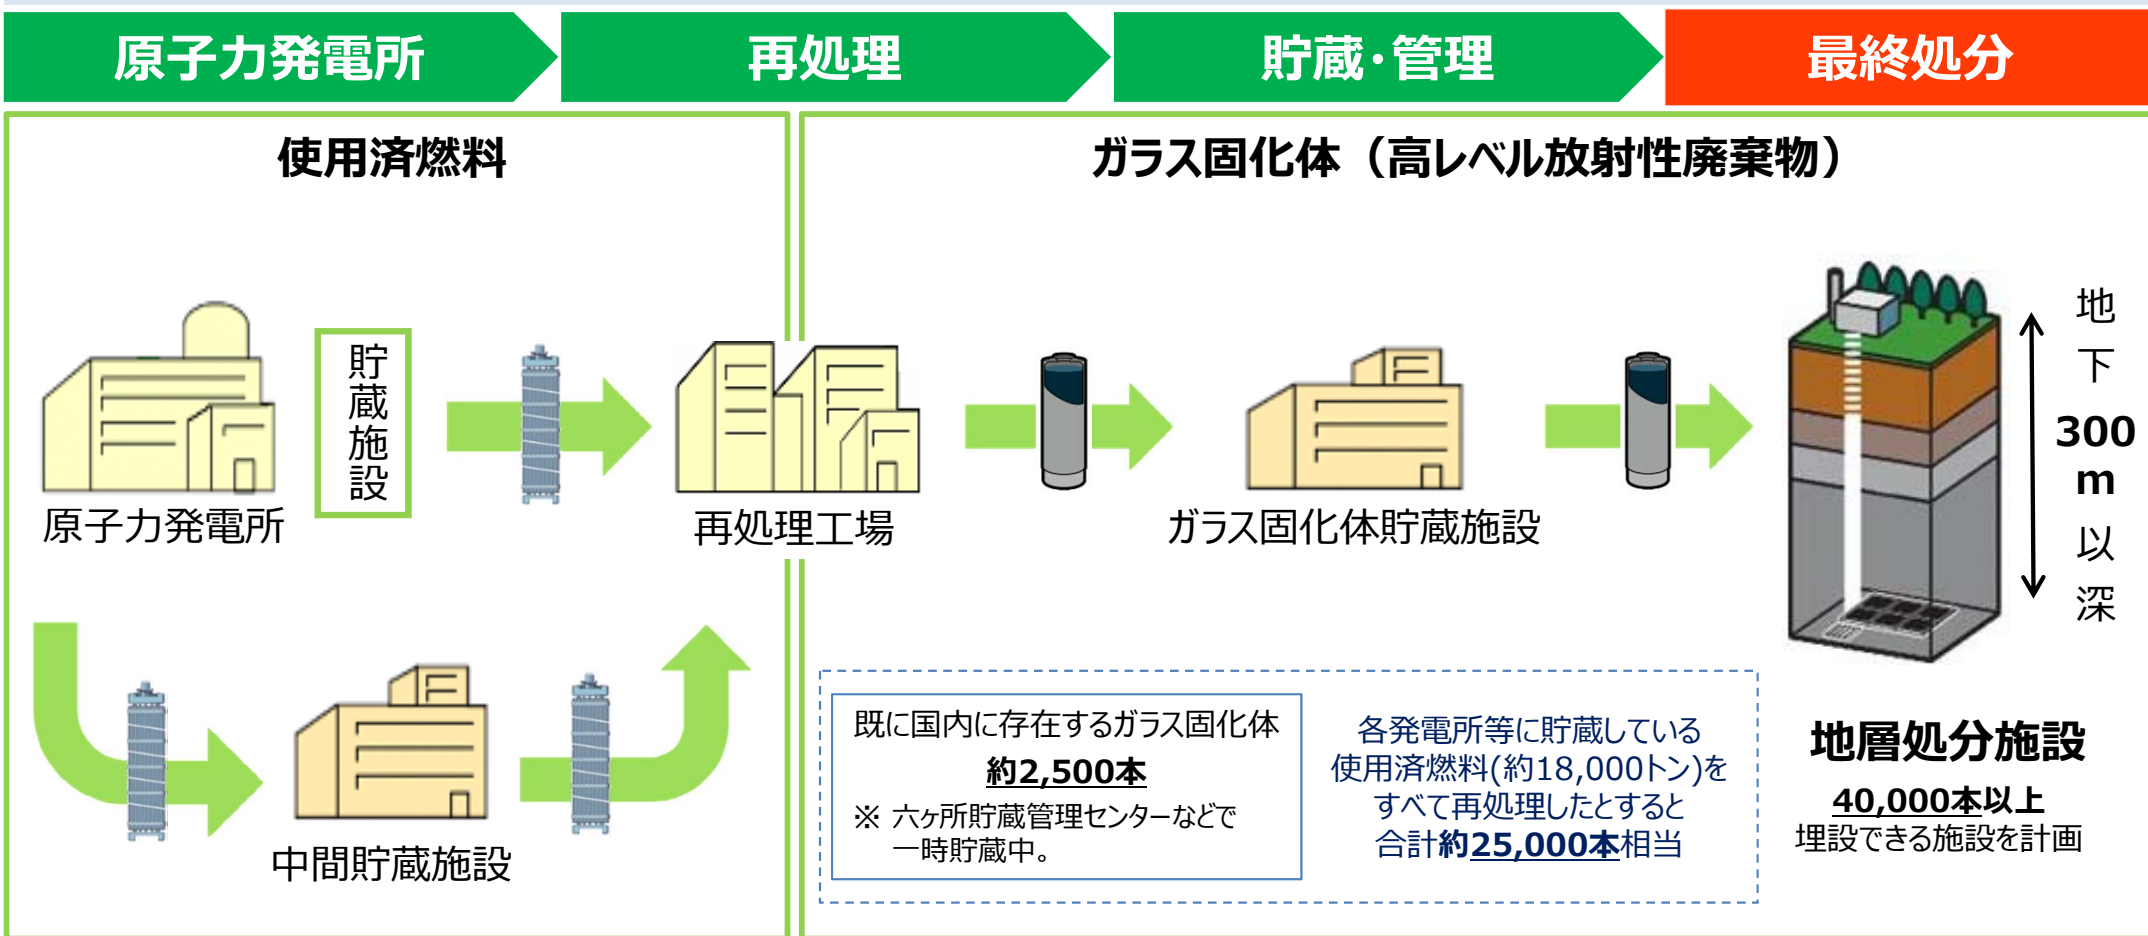 原子力発電所
再処理
貯蔵・管理
最終処分
使用済燃料
ガラス固化体（高レベル放射性廃棄物）
原子力発電所
貯蔵施設
再処理工場
ガラス固化体貯蔵施設
地下300m以深
中間貯蔵施設
既に国内に存在するガラス固化体
約2,500本
※ 六ヶ所貯蔵管理センターなどで
一時貯蔵中。
各発電所等に貯蔵している
使用済燃料(約18,000トン)を
すべて再処理したとすると
合計約25,000本相当
地層処分施設
40,000本以上
埋設できる施設を計画